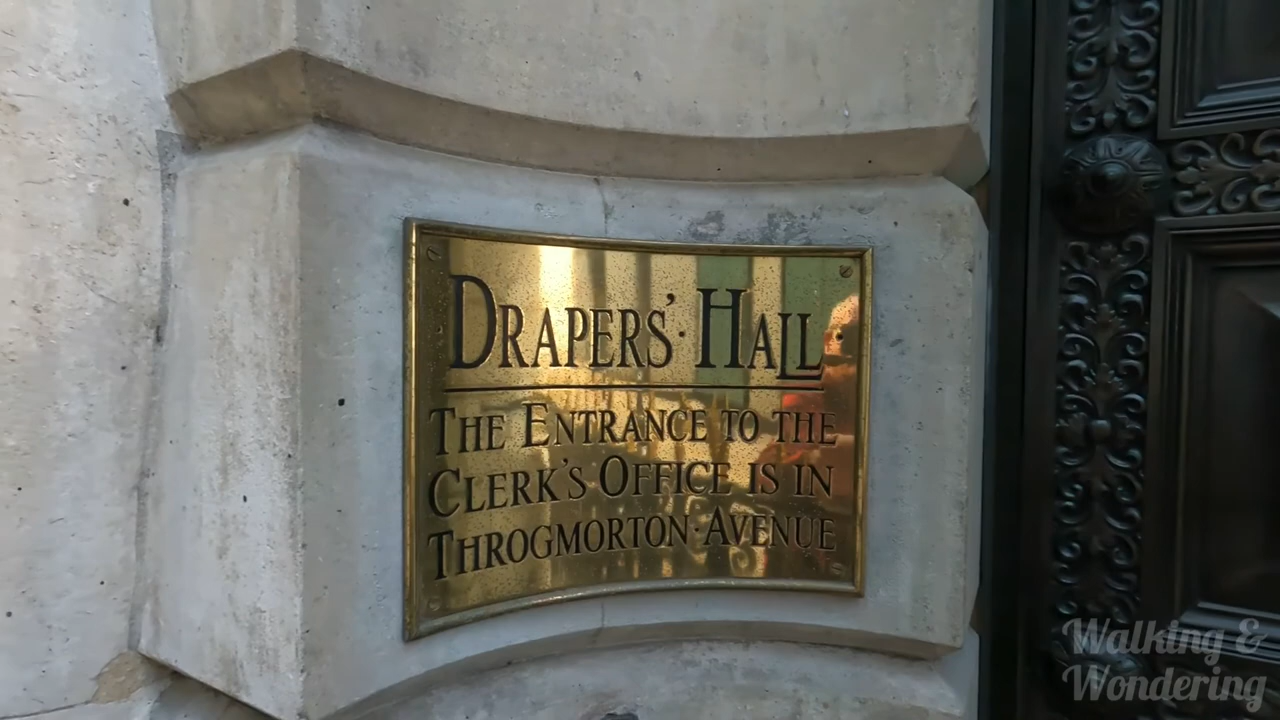 DRAPERS'·HALL
THE ENTRANCE TO THE
CLERK'S OFFICE IS IN
THROGMORTON·AVENUE
Walking &
Wondering